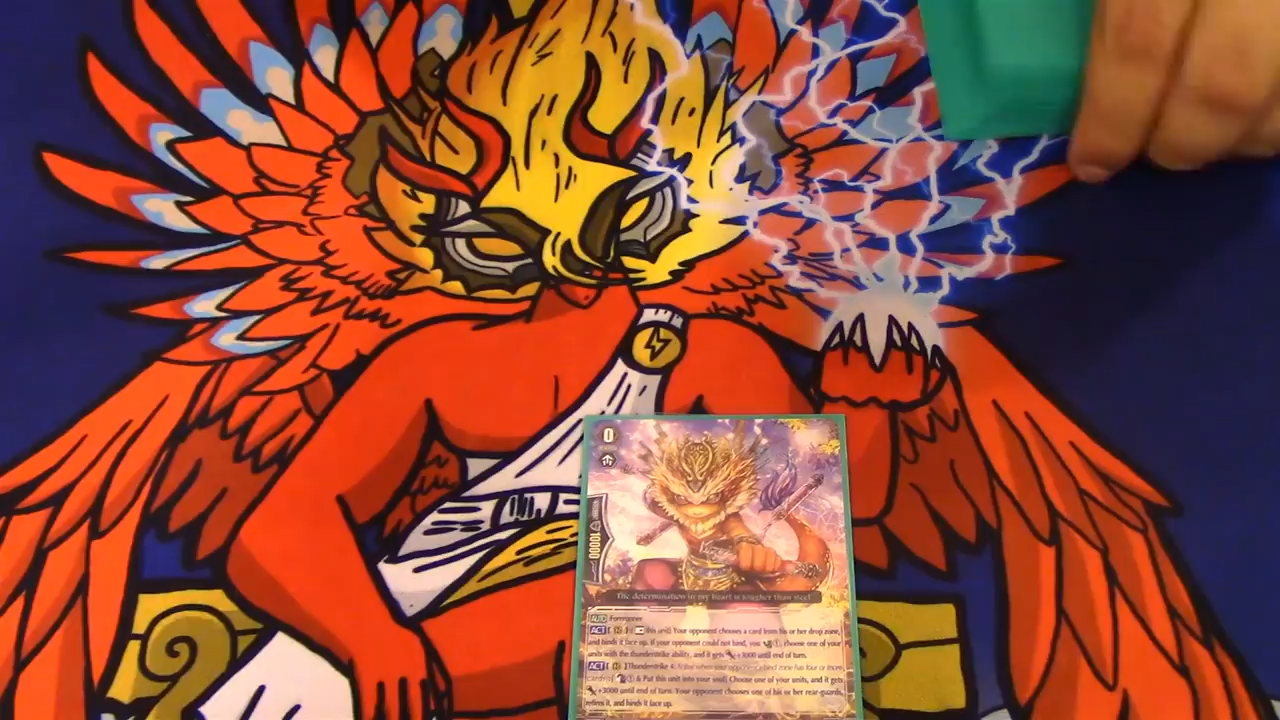 0
10000
The determination in my heart is tougher than steel.
AUTO Forerunner
ACT this unit] Your opponent chooses a card from his or her drop zone,
and binds it face up. If your opponent could not bind, you choose one of your
units with the thunderstrike ability, and it gets +3000 until end of turn.
ACT Thunderstrike 4 Active when your opponent's bind zone has four or more
cards & Put this unit into your soul] Choose one of your units, and it gets
+3000 until end of turn. Your opponent chooses one of his or her rear-guards,
retires it, and binds it face up.